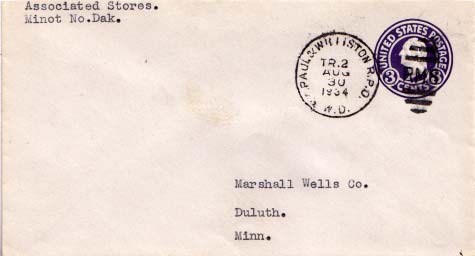 Associated Stores.
Minot No.Dak.
PAUL & WILLISTON R.P.O.
TR.2
AUG
30
1934
W.D.
UNITED STATES POSTAGE
3 CENTS
RMS
Marshall Wells Co.
Duluth.
Minn.